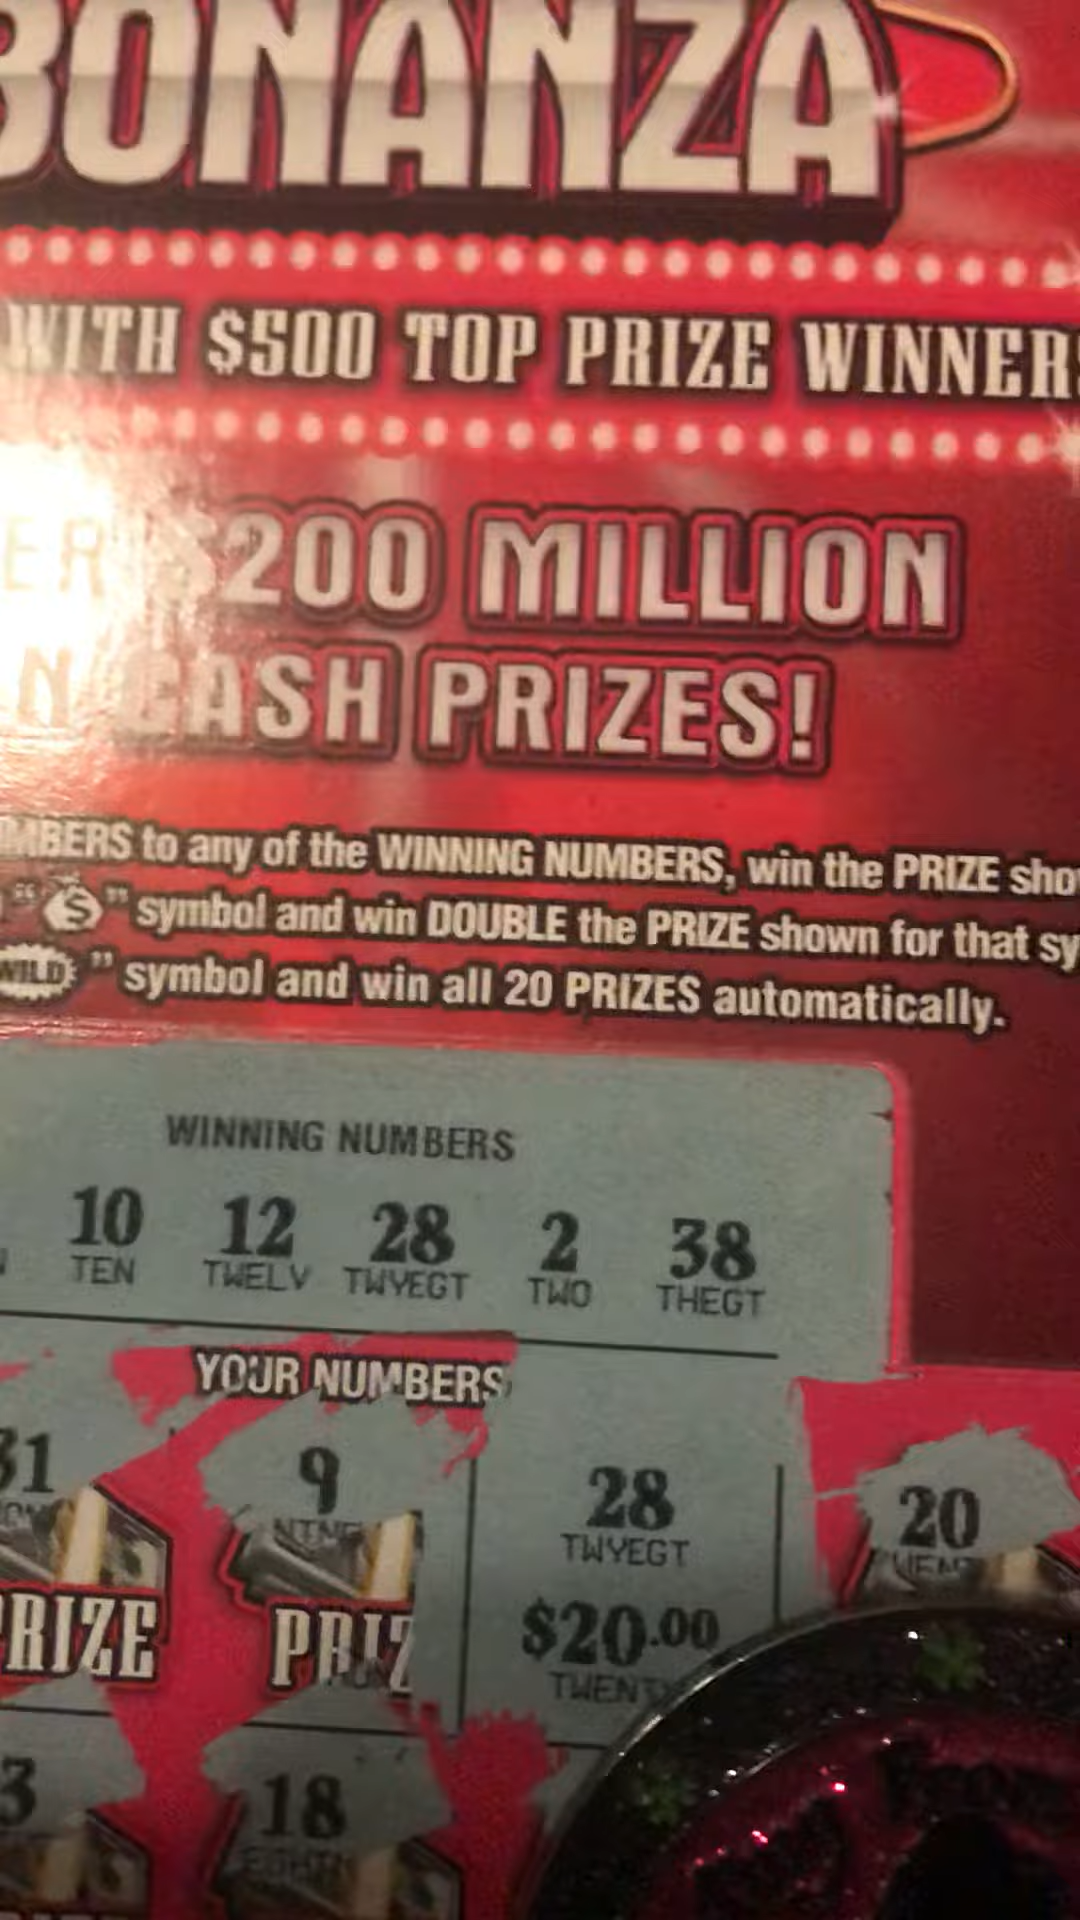 BONANZA
WITH $500 TOP PRIZE WINNERS
$200 MILLION
CASH PRIZES!
to any of the WINNING NUMBERS, win the PRIZE
"$" symbol and win DOUBLE the PRIZE shown for that
WILD" symbol and win all 20 PRIZES automatically.
WINNING NUMBERS
10 12 28 2 38
TEN TWELV TWYEGT TWO THEGT
YOUR NUMBERS
31 9 28 20
NINE TWYEGT
$20.00
PRIZE
18